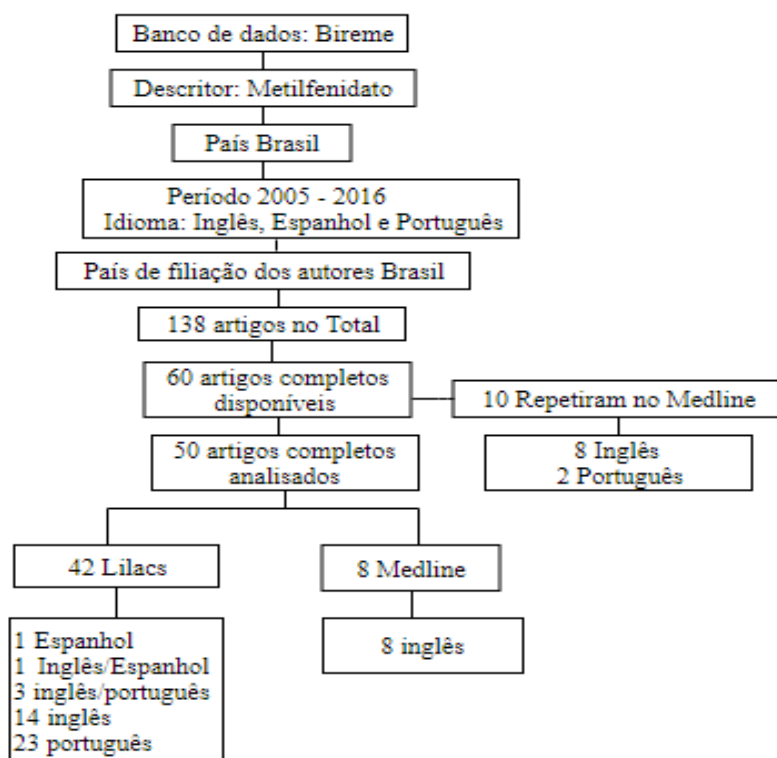 Banco de dados: Bireme
Descritor: Metilfenidato
País Brasil
Período 2005 - 2016
Idioma: Inglês, Espanhol e Português
País de filiação dos autores Brasil
138 artigos no Total
60 artigos completos
disponíveis
10 Repetiram no Medline
8 Inglês
2 Português
50 artigos completos
analisados
42 Lilacs
8 Medline
1 Espanhol
1 Inglês/Espanhol
3 inglês/português
14 inglês
23 português
8 inglês